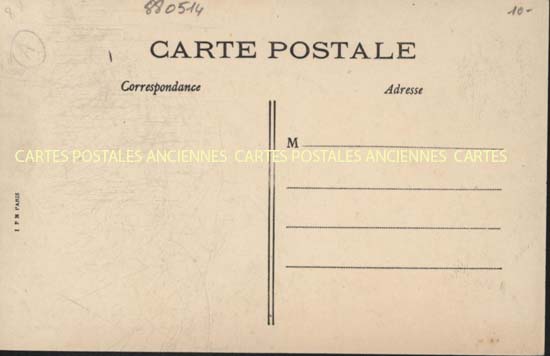 880514
10-
CARTE POSTALE
Correspondance
Adresse
M
CARTES POSTALES ANCIENNES CARTES POSTALES ANCIENNES CARTES
I P M PARIS